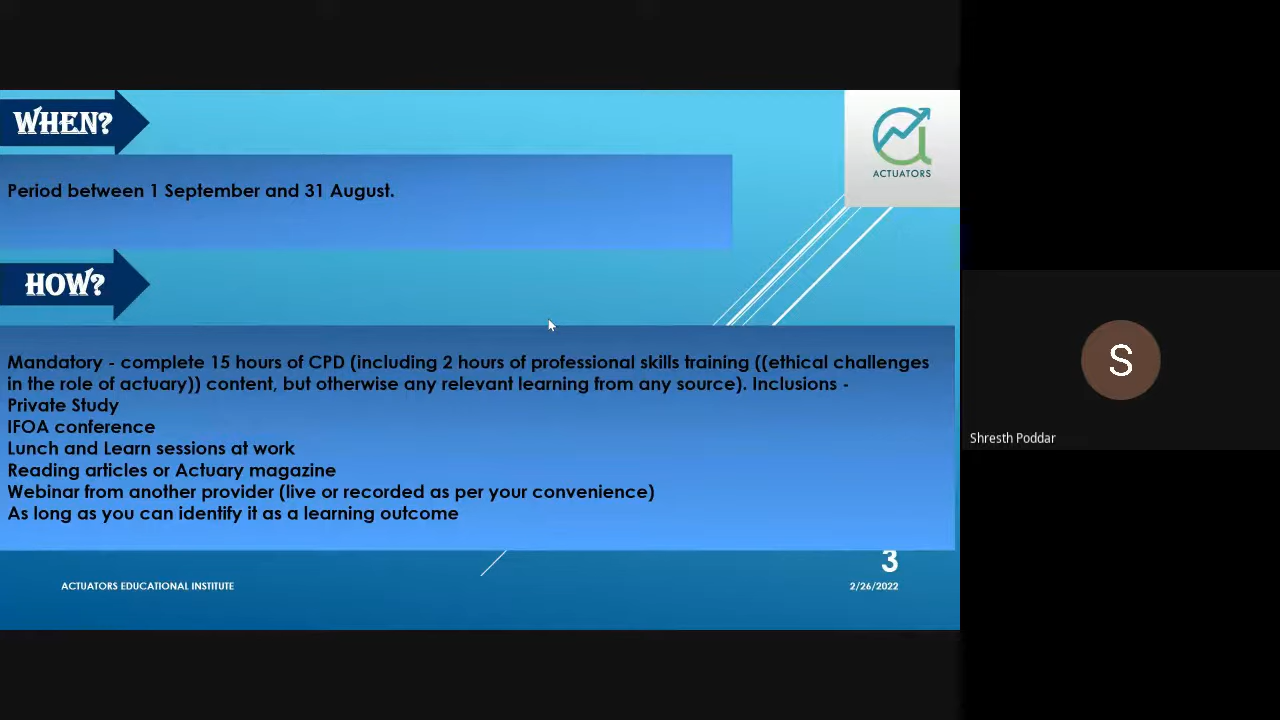 WHEN?
ACTUATORS
Period between 1 September and 31 August.
HOW?
Mandatory - complete 15 hours of CPD (including 2 hours of professional skills training ((ethical challenges
in the role of actuary)) content, but otherwise any relevant learning from any source). Inclusions -
Private Study
IFOA conference
Lunch and Learn sessions at work
Reading articles or Actuary magazine
Webinar from another provider (live or recorded as per your convenience)
As long as you can identify it as a learning outcome
3
ACTUATORS EDUCATIONAL INSTITUTE
2/26/2022
S
Shresth Poddar